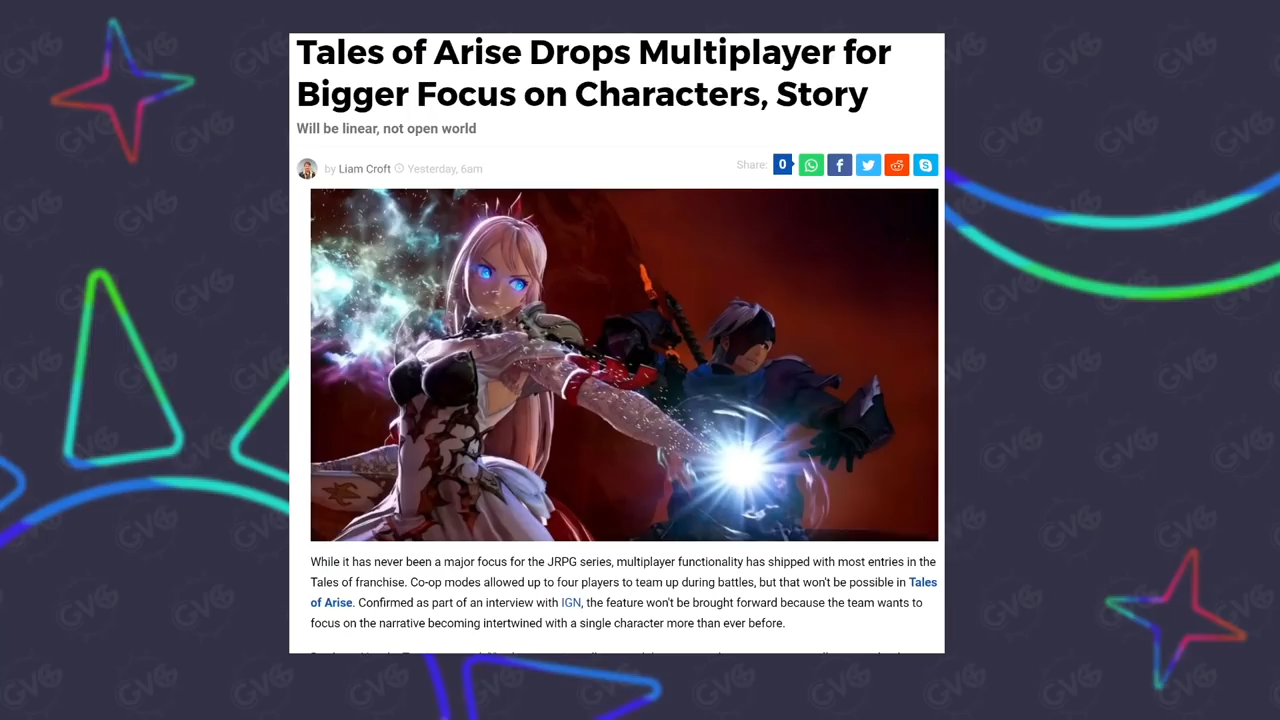 Tales of Arise Drops Multiplayer for
Bigger Focus on Characters, Story
Will be linear, not open world
by Liam Croft Yesterday, 6am
Share: 0
While it has never been a major focus for the JRPG series, multiplayer functionality has shipped with most entries in the
Tales of franchise. Co-op modes allowed up to four players to team up during battles, but that won't be possible in Tales
of Arise. Confirmed as part of an interview with IGN, the feature won't be brought forward because the team wants to
focus on the narrative becoming intertwined with a single character more than ever before.